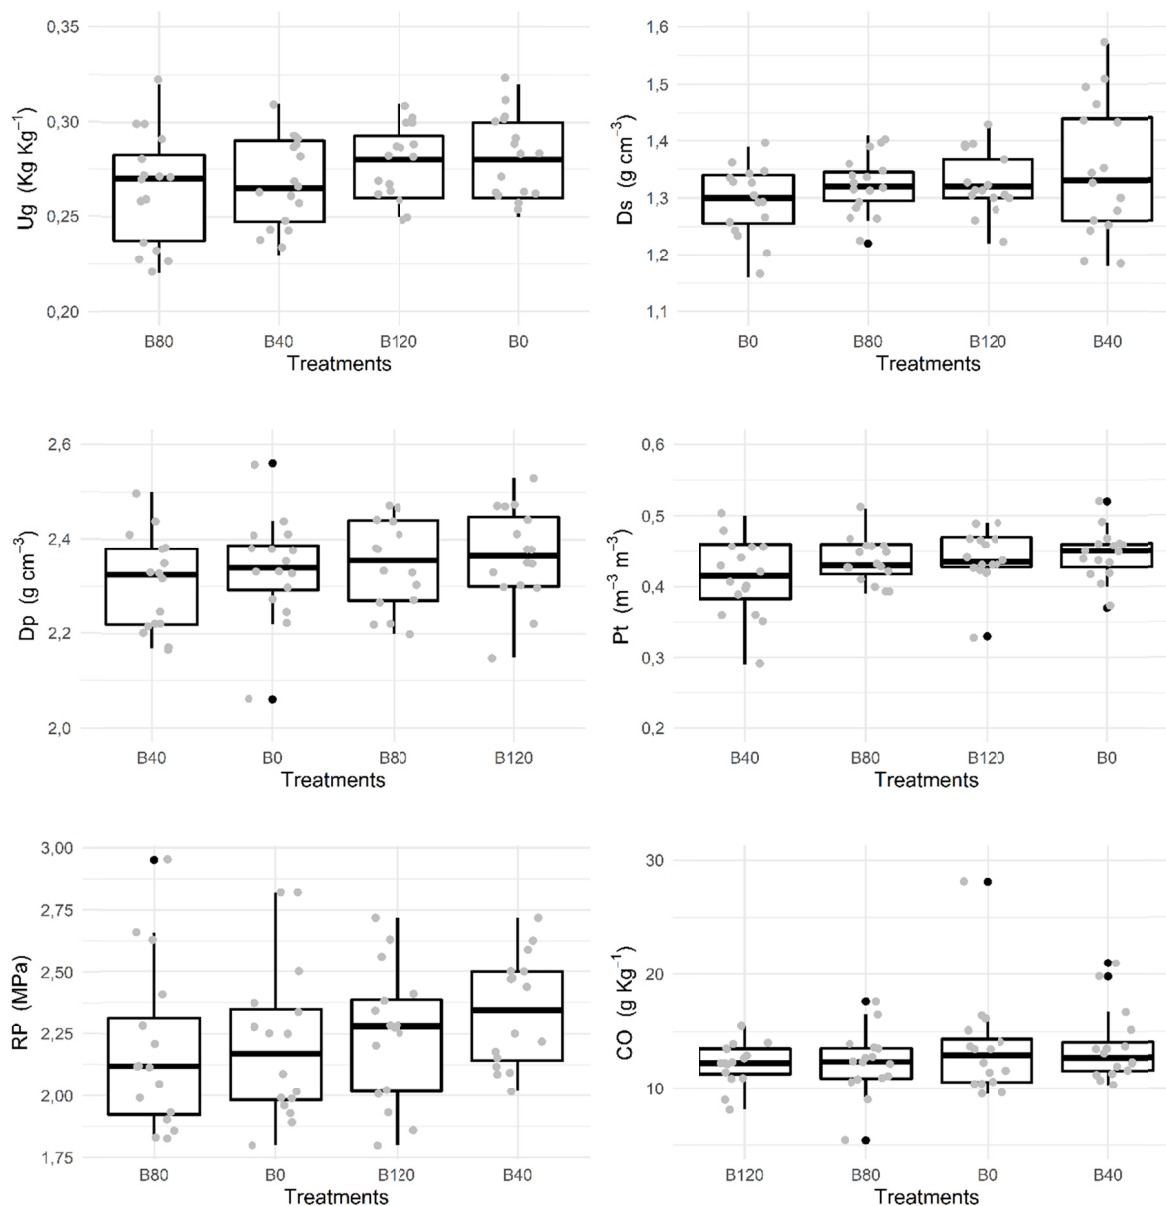 0,35
0,30
0,25
0,20
Ug (Kg Kg⁻¹)
B80 B40 B120 B0
Treatments
1,6
1,5
1,4
1,3
1,2
1,1
Ds (g cm⁻³)
B0 B80 B120 B40
Treatments
2,6
2,4
2,2
2,0
Dp (g cm⁻³)
B40 B0 B80 B120
Treatments
0,6
0,5
0,4
0,3
0,2
Pt (m⁻³ m⁻³)
B40 B80 B120 B0
Treatments
3,00
2,75
2,50
2,25
2,00
1,75
RP (MPa)
B80 B0 B120 B40
Treatments
30
20
10
CO (g Kg⁻¹)
B120 B80 B0 B40
Treatments